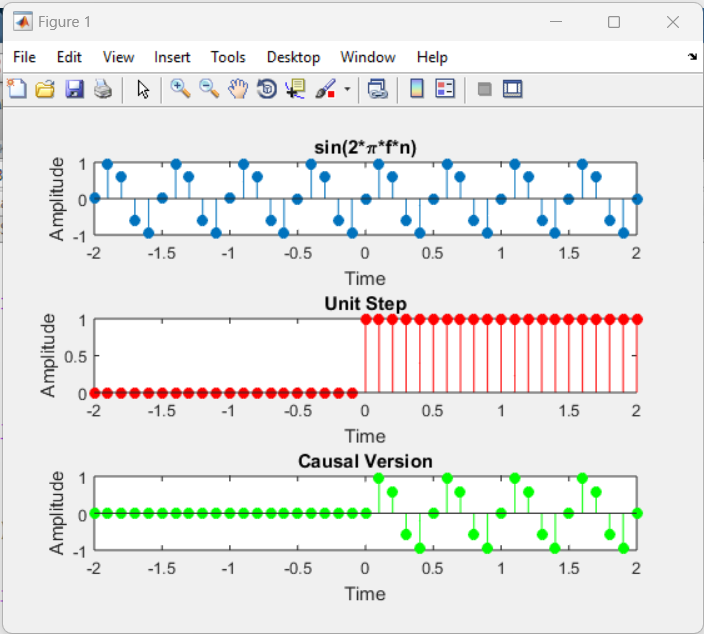 Figure 1
File Edit View Insert Tools Desktop Window Help
sin(2*π*f*n)
Amplitude
1
0
-1
-2 -1.5 -1 -0.5 0 0.5 1 1.5 2
Time
Unit Step
Amplitude
1
0.5
0
-2 -1.5 -1 -0.5 0 0.5 1 1.5 2
Time
Causal Version
Amplitude
1
0
-1
-2 -1.5 -1 -0.5 0 0.5 1 1.5 2
Time